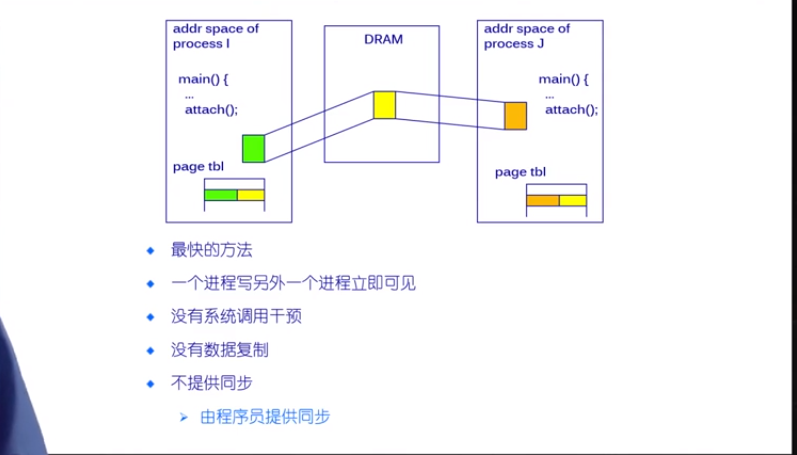 addr space of
process I
main() {
...
attach();
page tbl
DRAM
addr space of
process J
main() {
...
attach();
page tbl
最快的方法
一个进程写另外一个进程立即可见
没有系统调用干预
没有数据复制
不提供同步
由程序员提供同步